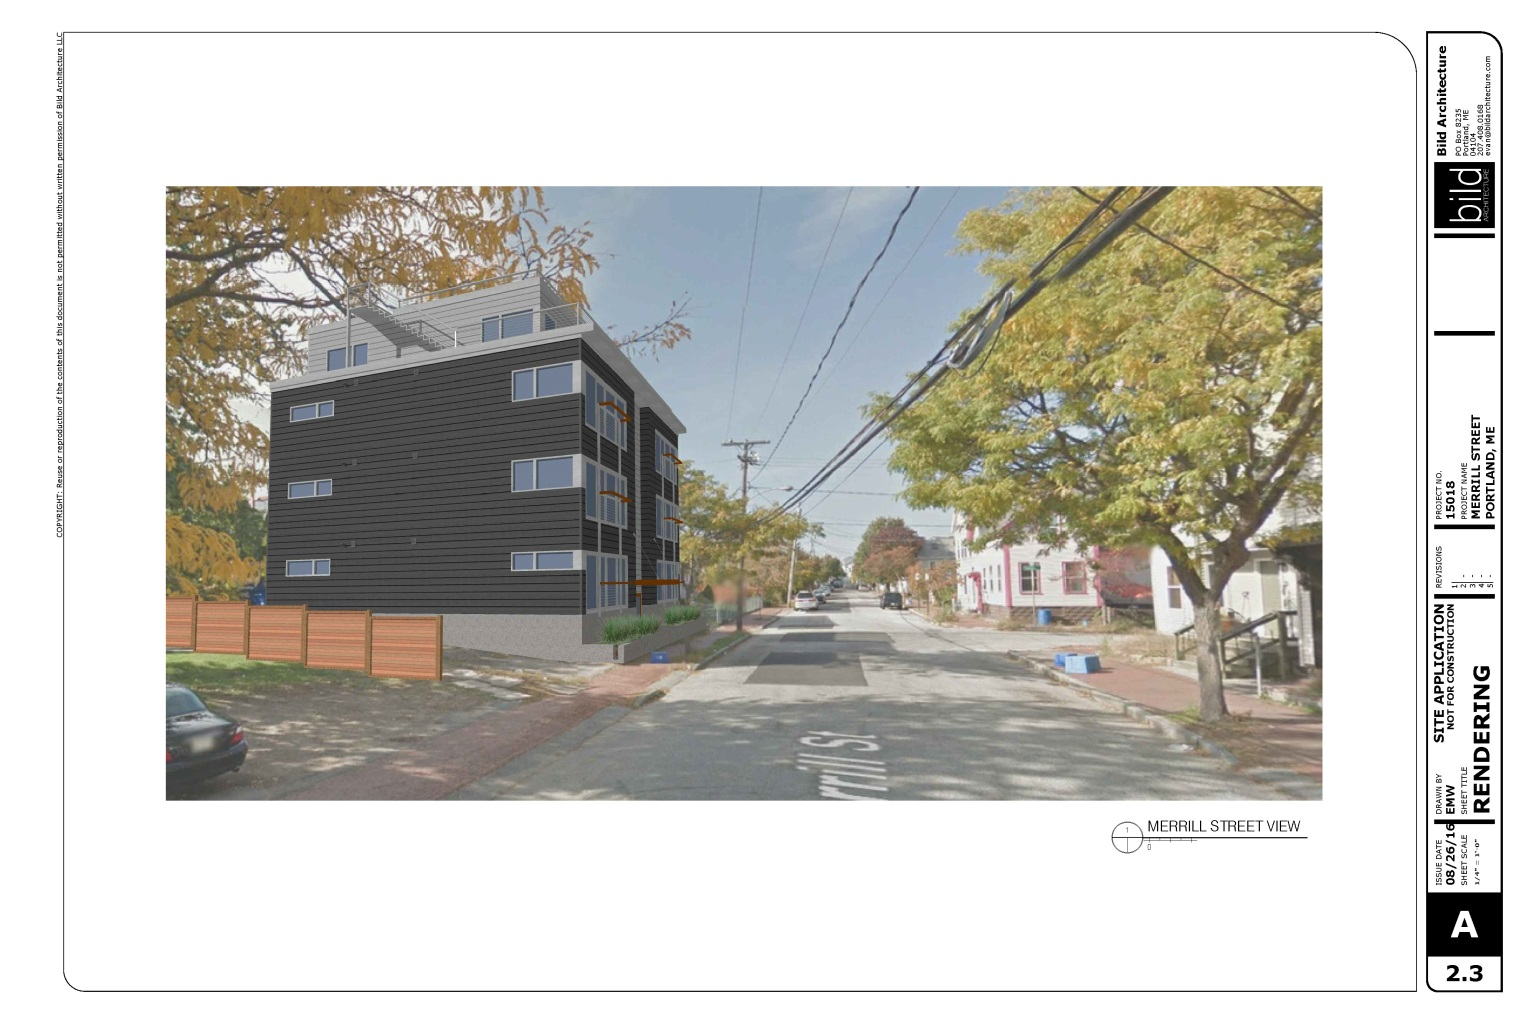 COPYRIGHT: Reuse or reproduction of the contents of this document is not permitted without written permission of Bild Architecture LLC
rrill St
1
MERRILL STREET VIEW
0
Bild Architecture
PO Box 8235
Portland, ME
04104
207.408.0168
evan@bildarchitecture.com
bild
ARCHITECTURE
PROJECT NO.
15018
PROJECT NAME
MERRILL STREET
PORTLAND, ME
REVISIONS
1| -
2| -
3| -
4| -
5| -
SITE APPLICATION
NOT FOR CONSTRUCTION
DRAWN BY
EMW
SHEET TITLE
RENDERING
ISSUE DATE
08/26/16
SHEET SCALE
1/4" = 1'-0"
A
2.3